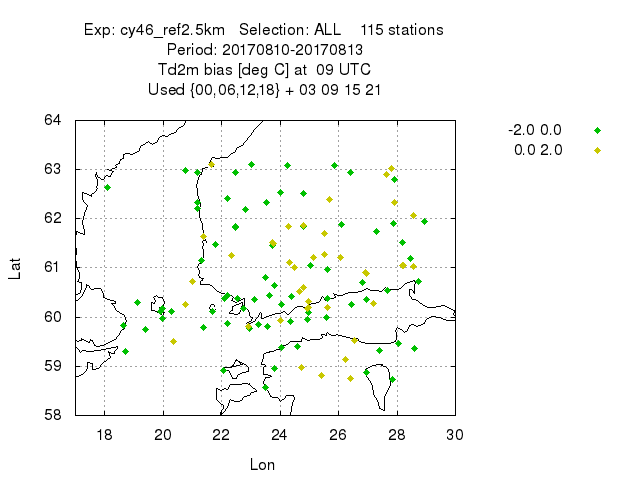 Exp: cy46_ref2.5km   Selection: ALL    115 stations
Period: 20170810-20170813
Td2m bias [deg C] at  09 UTC
Used {00,06,12,18} + 03 09 15 21
-2.0 0.0
0.0 2.0
64
63
62
61
60
59
58
Lat
18 20 22 24 26 28 30
Lon